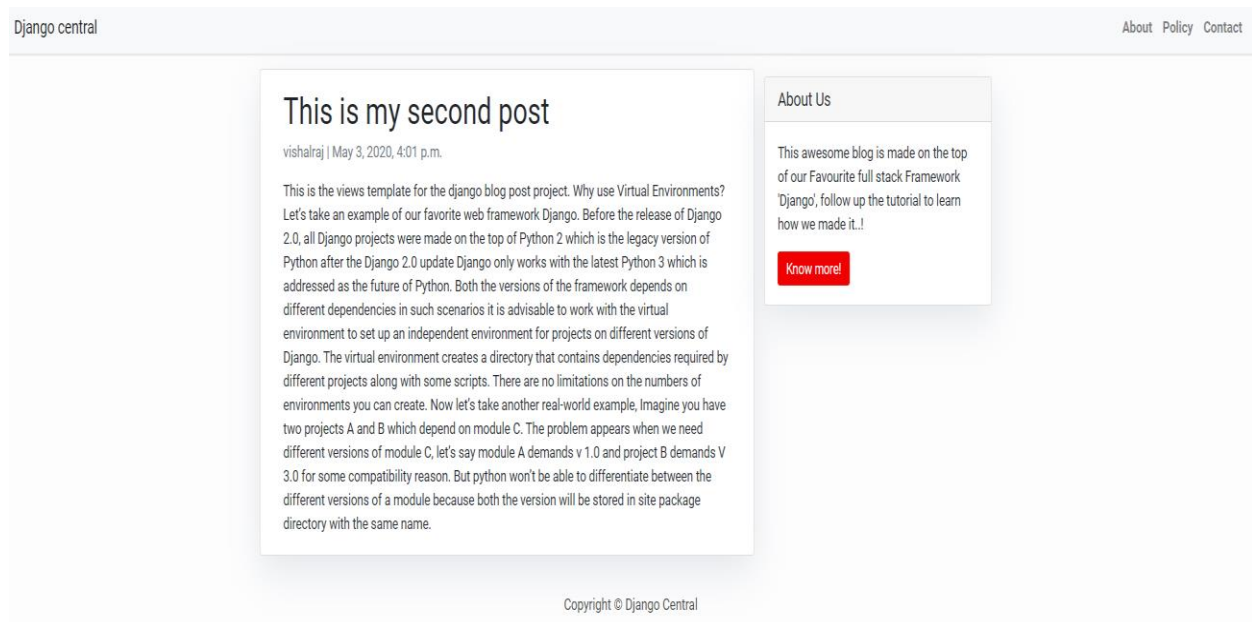 Django central
About Policy Contact
This is my second post
vishalraj | May 3, 2020, 4:01 p.m.
This is the views template for the django blog post project. Why use Virtual Environments?
Let's take an example of our favorite web framework Django. Before the release of Django
2.0, all Django projects were made on the top of Python 2 which is the legacy version of
Python after the Django 2.0 update Django only works with the latest Python 3 which is
addressed as the future of Python. Both the versions of the framework depends on
different dependencies in such scenarios it is advisable to work with the virtual
environment to set up an independent environment for projects on different versions of
Django. The virtual environment creates a directory that contains dependencies required by
different projects along with some scripts. There are no limitations on the numbers of
environments you can create. Now let's take another real-world example, Imagine you have
two projects A and B which depend on module C. The problem appears when we need
different versions of module C, let's say module A demands v 1.0 and project B demands V
3.0 for some compatibility reason. But python won't be able to differentiate between the
different versions of a module because both the version will be stored in site package
directory with the same name.
About Us
This awesome blog is made on the top
of our Favourite full stack Framework
'Django', follow up the tutorial to learn
how we made it..!
Know more!
Copyright © Django Central